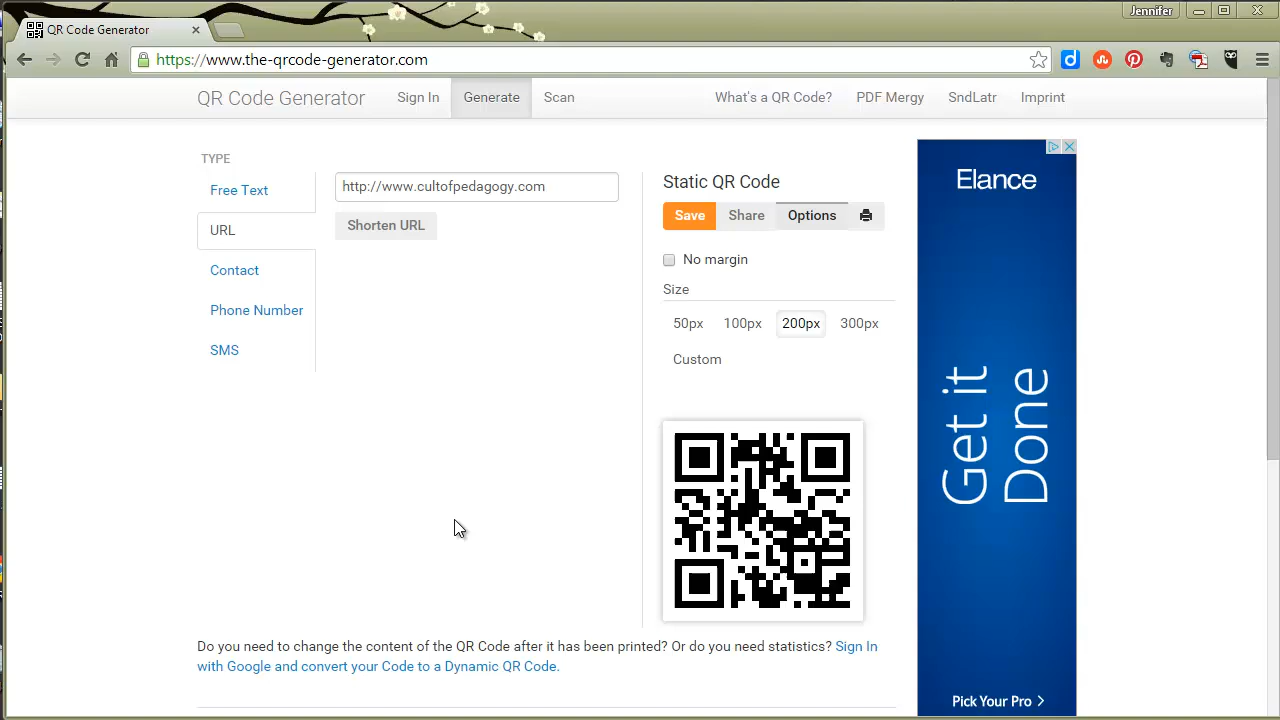 Jennifer
QR Code Generator
https://www.the-qrcode-generator.com
QR Code Generator Sign In Generate Scan What's a QR Code? PDF Mergy SndLatr Imprint
TYPE
Free Text
URL
Contact
Phone Number
SMS
http://www.cultofpedagogy.com
Shorten URL
Static QR Code
Save Share Options
No margin
Size
50px 100px 200px 300px
Custom
Do you need to change the content of the QR Code after it has been printed? Or do you need statistics? Sign In
with Google and convert your Code to a Dynamic QR Code.
Elance
Get it
Done
Pick Your Pro >